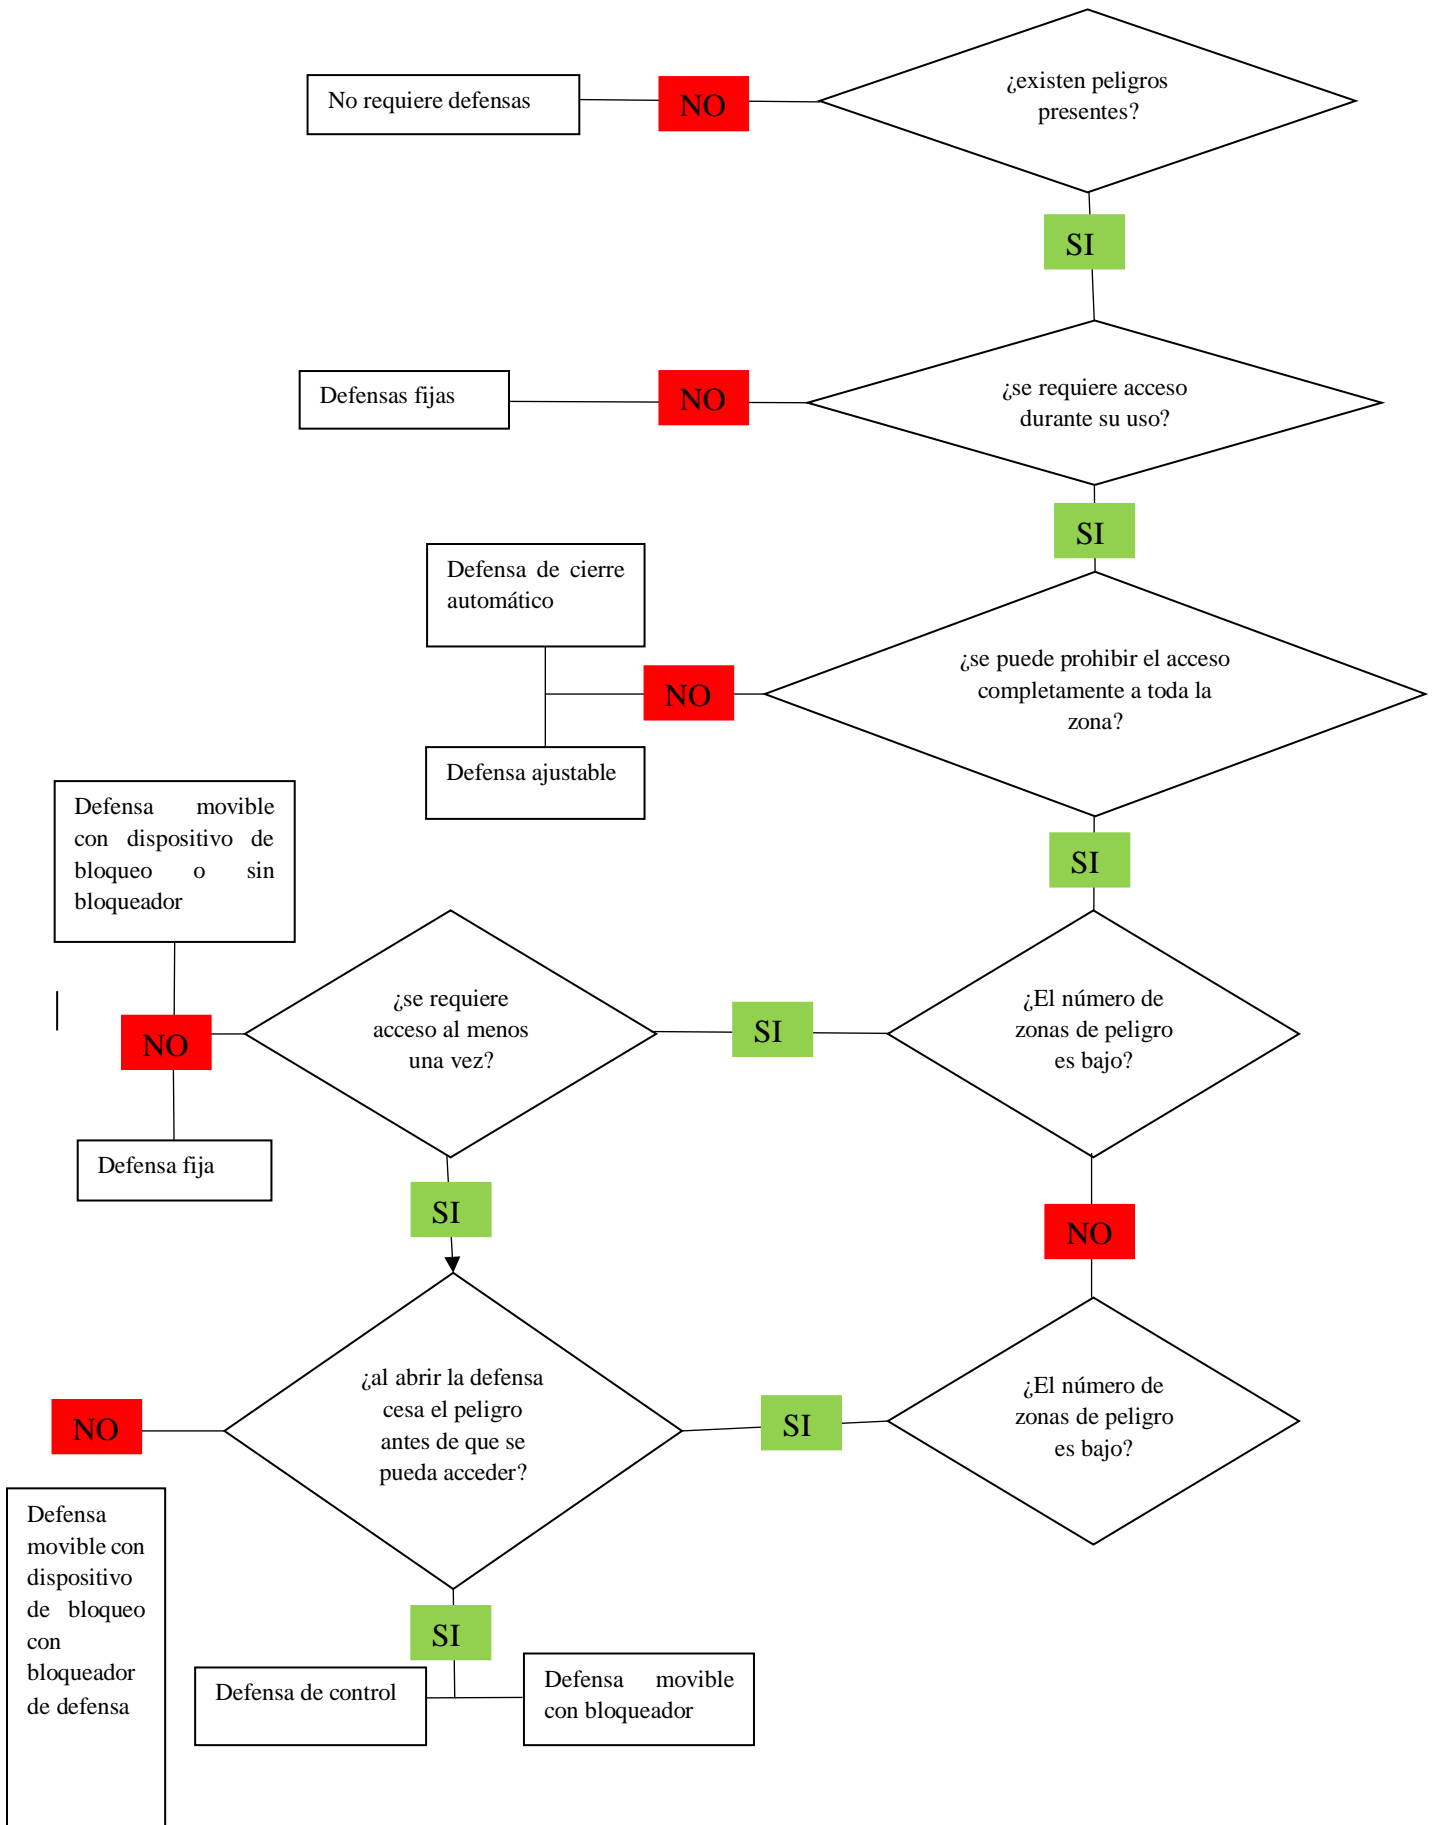 ¿existen peligros
presentes?
NO
No requiere defensas
SI
¿se requiere acceso
durante su uso?
NO
Defensas fijas
SI
¿se puede prohibir el acceso
completamente a toda la
zona?
NO
Defensa de cierre
automático
Defensa ajustable
SI
¿El número de
zonas de peligro
es bajo?
SI
¿se requiere
acceso al menos
una vez?
NO
Defensa movible
con dispositivo de
bloqueo o sin
bloqueador
Defensa fija
SI
NO
¿El número de
zonas de peligro
es bajo?
SI
¿al abrir la defensa
cesa el peligro
antes de que se
pueda acceder?
NO
Defensa
movible con
dispositivo
de bloqueo
con
bloqueador
de defensa
SI
Defensa de control
Defensa movible
con bloqueador